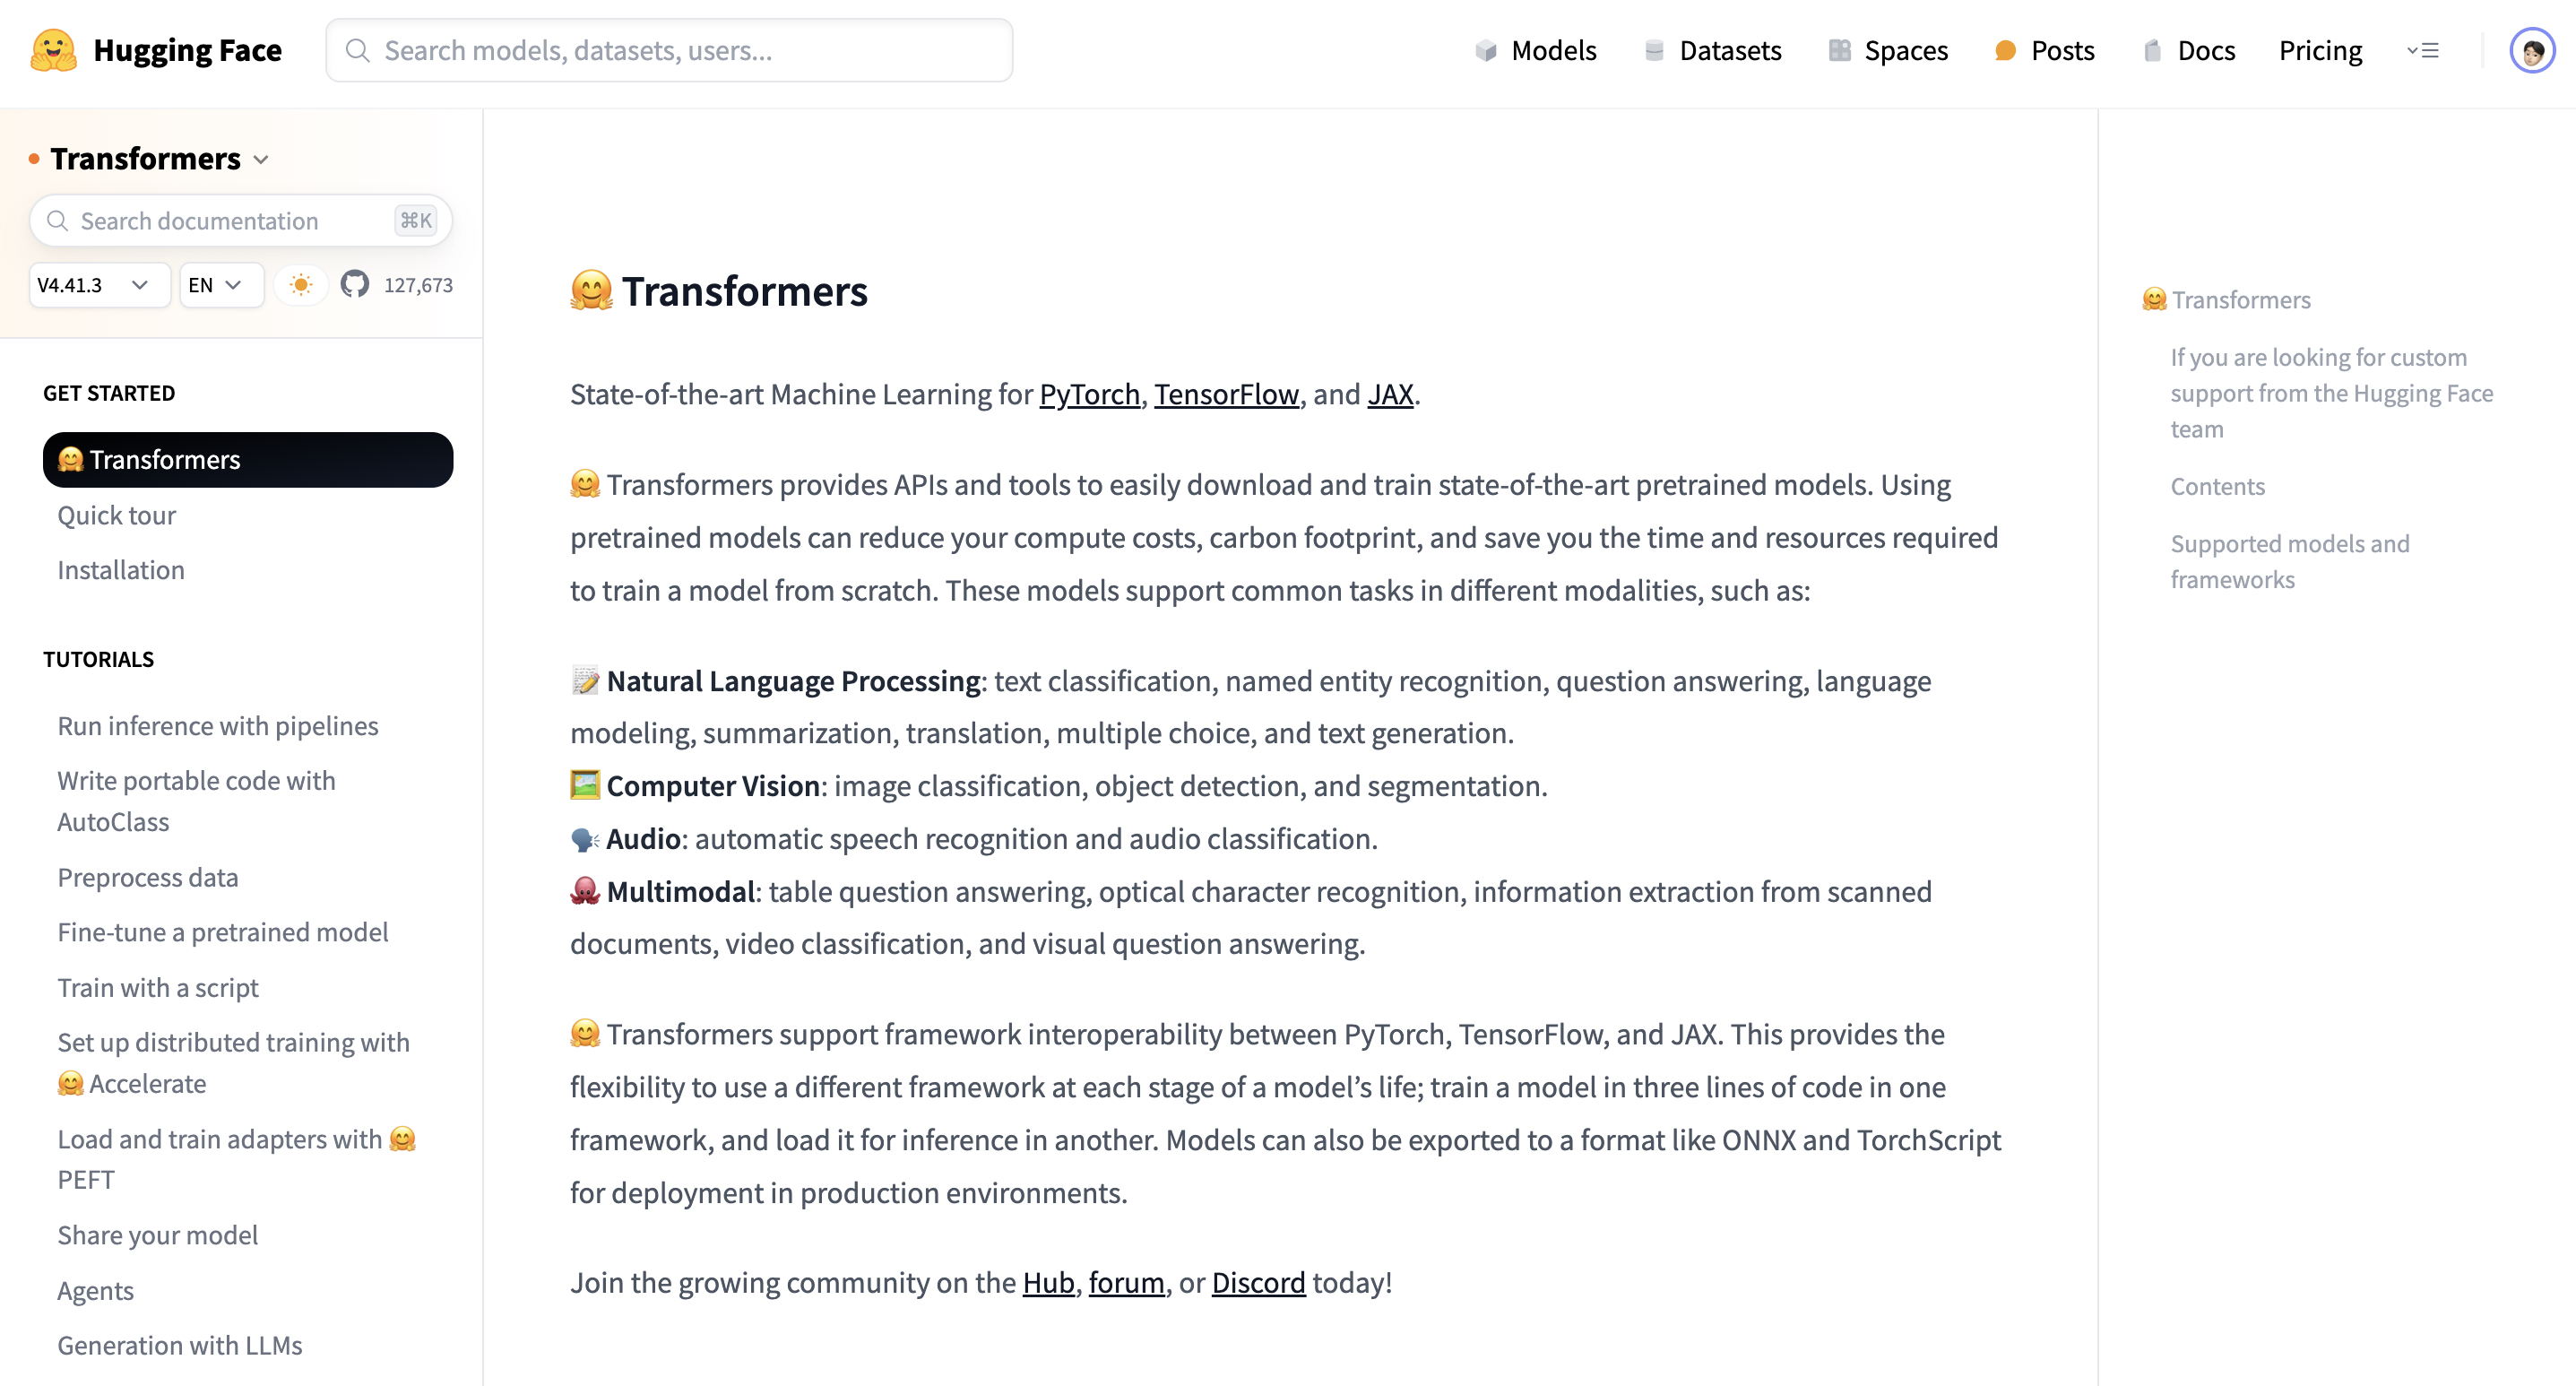 Hugging Face
Search models, datasets, users...
Models
Datasets
Spaces
Posts
Docs
Pricing
Transformers
Search documentation
⌘K
V4.41.3
EN
127,673
GET STARTED
🤗 Transformers
Quick tour
Installation
TUTORIALS
Run inference with pipelines
Write portable code with
AutoClass
Preprocess data
Fine-tune a pretrained model
Train with a script
Set up distributed training with
🤗 Accelerate
Load and train adapters with 🤗
PEFT
Share your model
Agents
Generation with LLMs
🤗 Transformers
State-of-the-art Machine Learning for PyTorch, TensorFlow, and JAX.
🤗 Transformers provides APIs and tools to easily download and train state-of-the-art pretrained models. Using
pretrained models can reduce your compute costs, carbon footprint, and save you the time and resources required
to train a model from scratch. These models support common tasks in different modalities, such as:
📝 Natural Language Processing: text classification, named entity recognition, question answering, language
modeling, summarization, translation, multiple choice, and text generation.
🖼️ Computer Vision: image classification, object detection, and segmentation.
🗣️ Audio: automatic speech recognition and audio classification.
🐙 Multimodal: table question answering, optical character recognition, information extraction from scanned
documents, video classification, and visual question answering.
🤗 Transformers support framework interoperability between PyTorch, TensorFlow, and JAX. This provides the
flexibility to use a different framework at each stage of a model’s life; train a model in three lines of code in one
framework, and load it for inference in another. Models can also be exported to a format like ONNX and TorchScript
for deployment in production environments.
Join the growing community on the Hub, forum, or Discord today!
🤗 Transformers
If you are looking for custom
support from the Hugging Face
team
Contents
Supported models and
frameworks